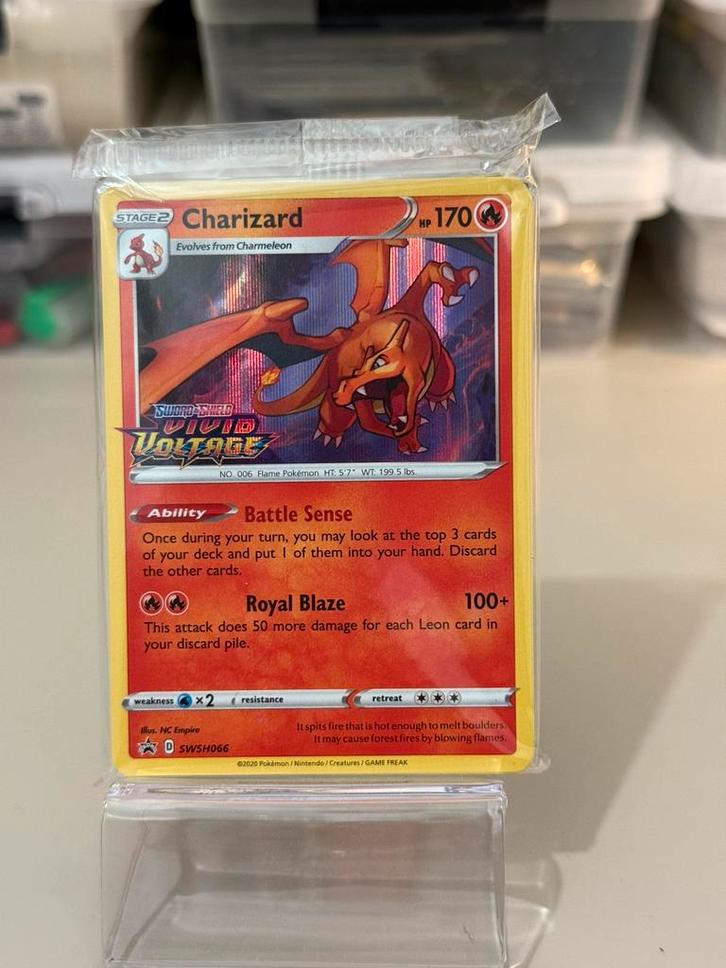 STAGE 2 Charizard HP 170
Evolves from Charmeleon
SWORD & SHIELD
VIVID
VOLTAGE
NO. 006 Flame Pokémon HT: 5'7" WT: 199.5 lbs.
Ability Battle Sense
Once during your turn, you may look at the top 3 cards
of your deck and put 1 of them into your hand. Discard
the other cards.
Royal Blaze 100+
This attack does 50 more damage for each Leon card in
your discard pile.
weakness ×2 resistance retreat
Illus. NC Empire
It spits fire that is hot enough to melt boulders.
It may cause forest fires by blowing flames.
D SWSH066
©2020 Pokémon / Nintendo / Creatures / GAME FREAK